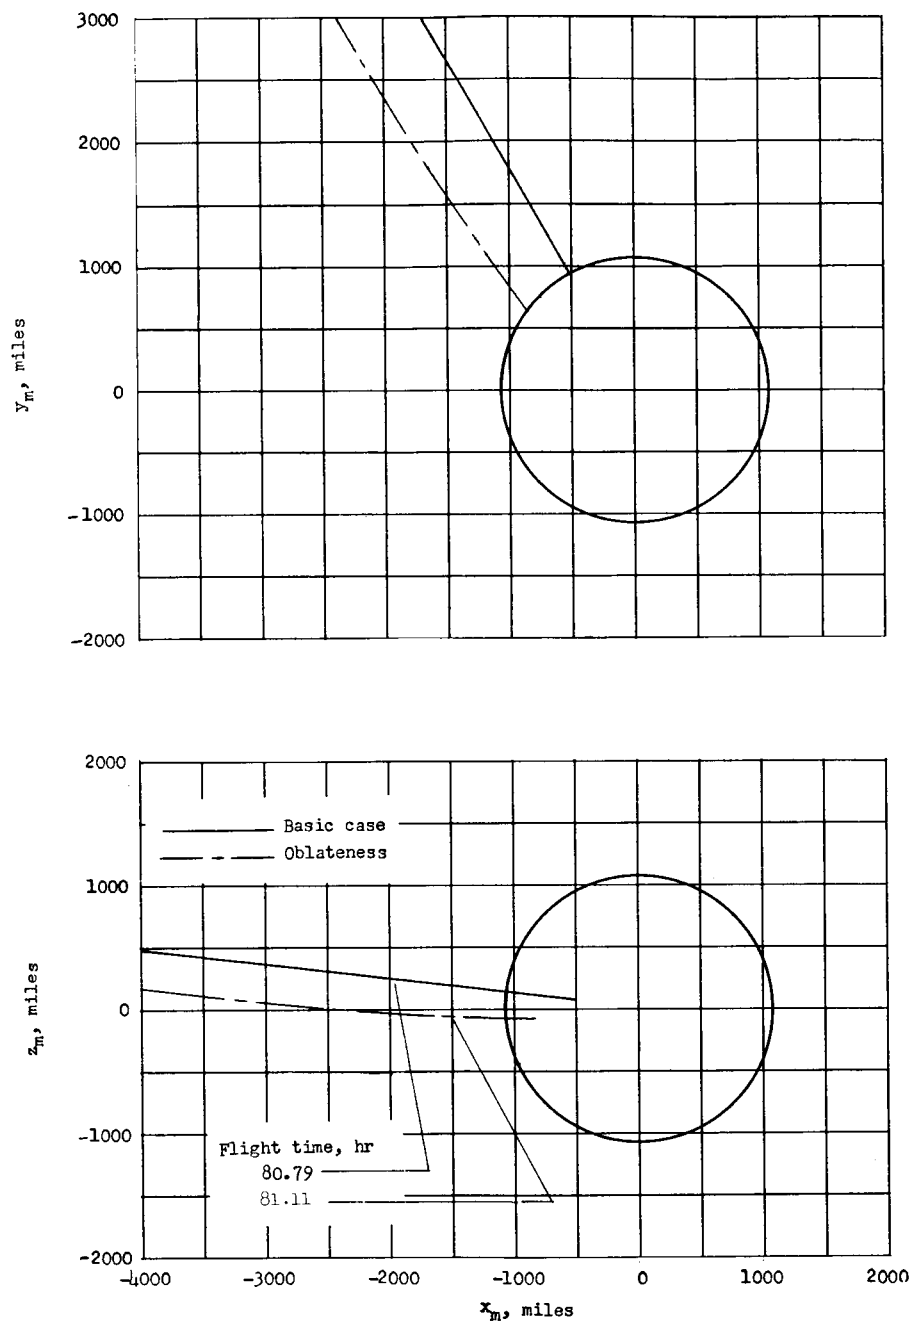 3000
2000
1000
0
-1000
-2000
y_m, miles
2000
1000
0
-1000
-2000
z_m, miles
Basic case
Oblateness
Flight time, hr
80.79
81.11
-4000 -3000 -2000 -1000 0 1000 2000
x_m, miles